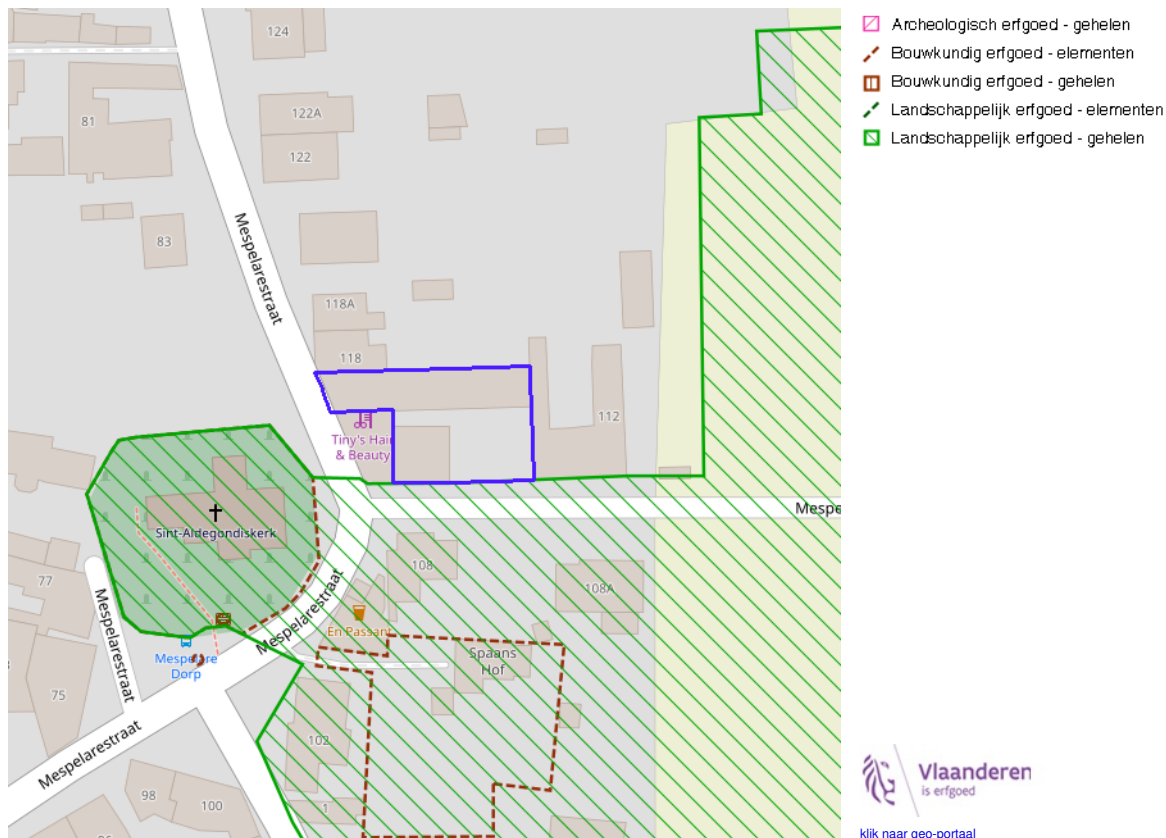 124
122A
122
81
83
Mespelarestraat
118A
118
112
Tiny's Hair
& Beauty
Mespe
Sint-Aldegondiskerk
108
108A
77
Mespelarestraat
Mespelarestraat
En Passant
Spaans
Hof
Mespelare
Dorp
75
102
Mespelarestraat
98
100
1
Archeologisch erfgoed - gehelen
Bouwkundig erfgoed - elementen
Bouwkundig erfgoed - gehelen
Landschappelijk erfgoed - elementen
Landschappelijk erfgoed - gehelen
Vlaanderen
is erfgoed
klik naar geo-portaal